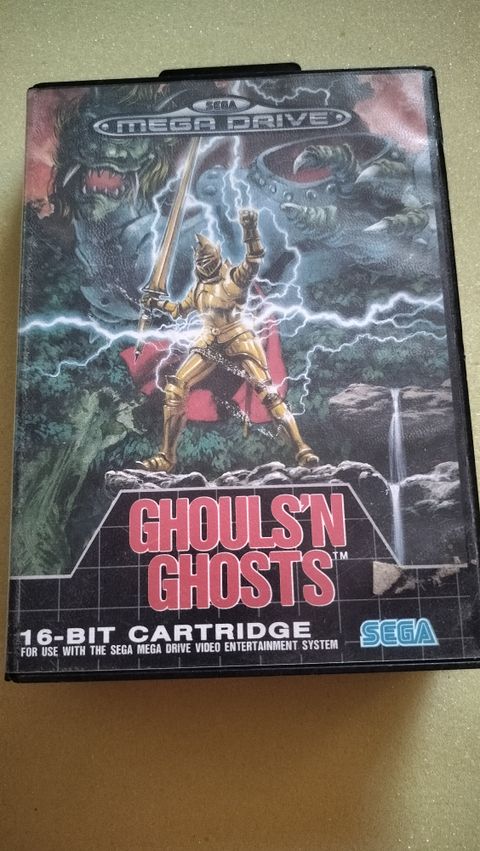 SEGA
MEGA DRIVE
GHOULS'N
GHOSTS™
16-BIT CARTRIDGE
FOR USE WITH THE SEGA MEGA DRIVE VIDEO ENTERTAINMENT SYSTEM
SEGA